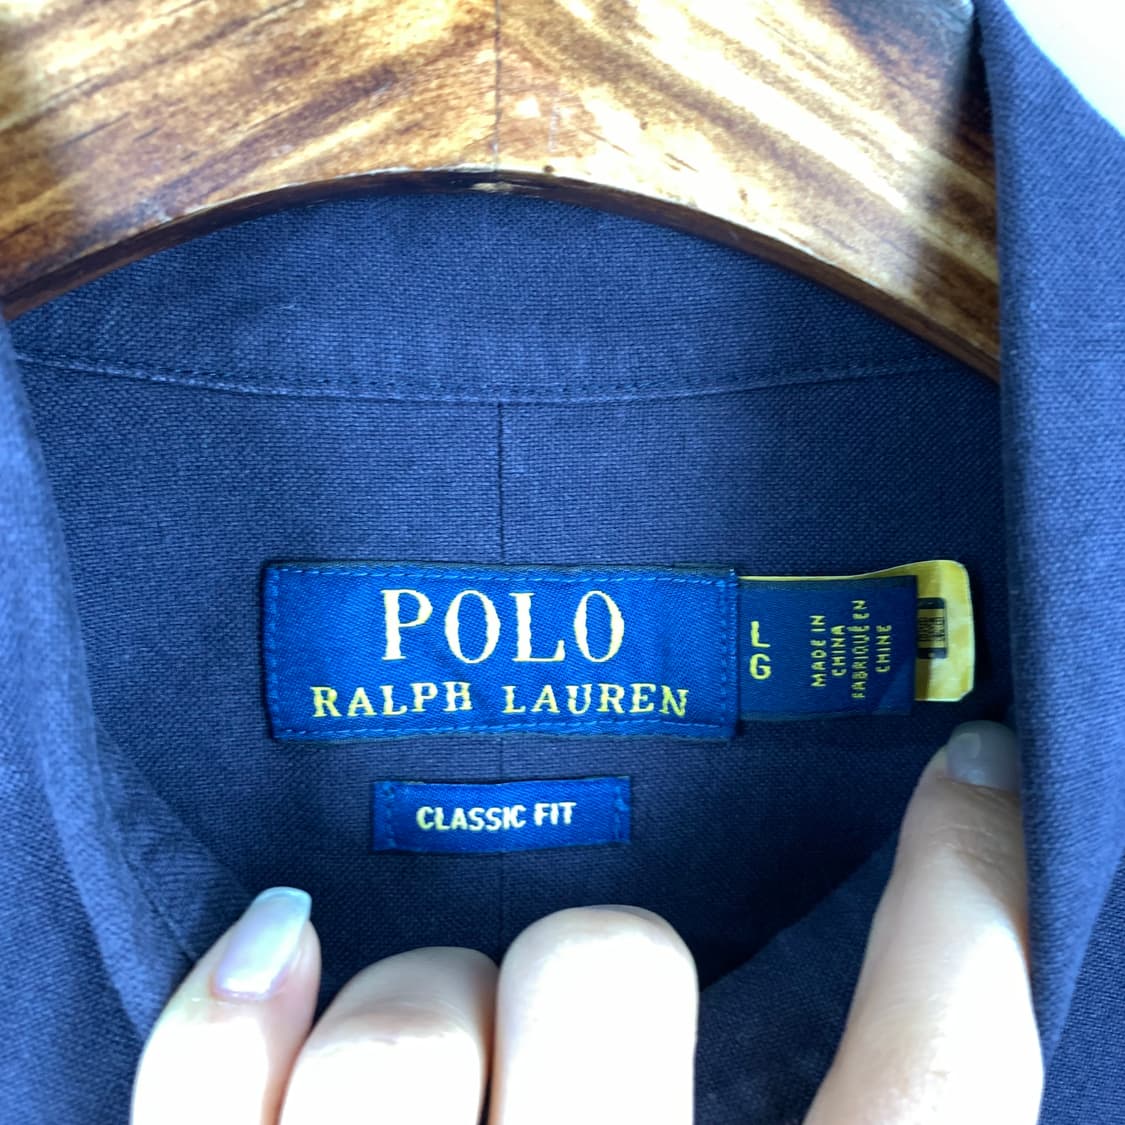 POLO
RALPH LAUREN
L
G
MADE IN
CHINA
FABRIQUÉ EN
CHINE
CLASSIC FIT